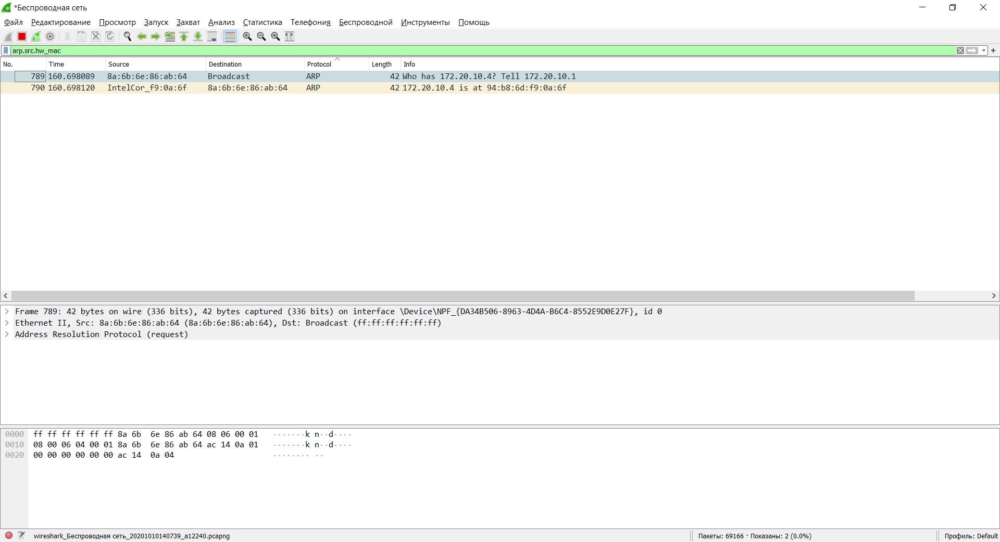 *Беспроводная сеть
Файл Редактирование Просмотр Запуск Захват Анализ Статистика Телефония Беспроводной Инструменты Помощь
arp.src.hw_mac
No. Time Source Destination Protocol Length Info
789 160.698089 8a:6b:6e:86:ab:64 Broadcast ARP 42 Who has 172.20.10.4? Tell 172.20.10.1
790 160.698120 IntelCor_f9:0a:6f 8a:6b:6e:86:ab:64 ARP 42 172.20.10.4 is at 94:b8:6d:f9:0a:6f
Frame 789: 42 bytes on wire (336 bits), 42 bytes captured (336 bits) on interface \Device\NPF_{DA34B506-8963-4D4A-B6C4-8552E9D0E27F}, id 0
Ethernet II, Src: 8a:6b:6e:86:ab:64 (8a:6b:6e:86:ab:64), Dst: Broadcast (ff:ff:ff:ff:ff:ff)
Address Resolution Protocol (request)
0000 ff ff ff ff ff ff 8a 6b 6e 86 ab 64 08 06 00 01 ·······k n··d····
0010 08 00 06 04 00 01 8a 6b 6e 86 ab 64 ac 14 0a 01 ·······k n··d····
0020 00 00 00 00 00 00 ac 14 0a 04 ········ ··
wireshark_Беспроводная сеть_20201010140739_a12240.pcapng
Пакеты: 69166 · Показаны: 2 (0.0%)
Профиль: Default